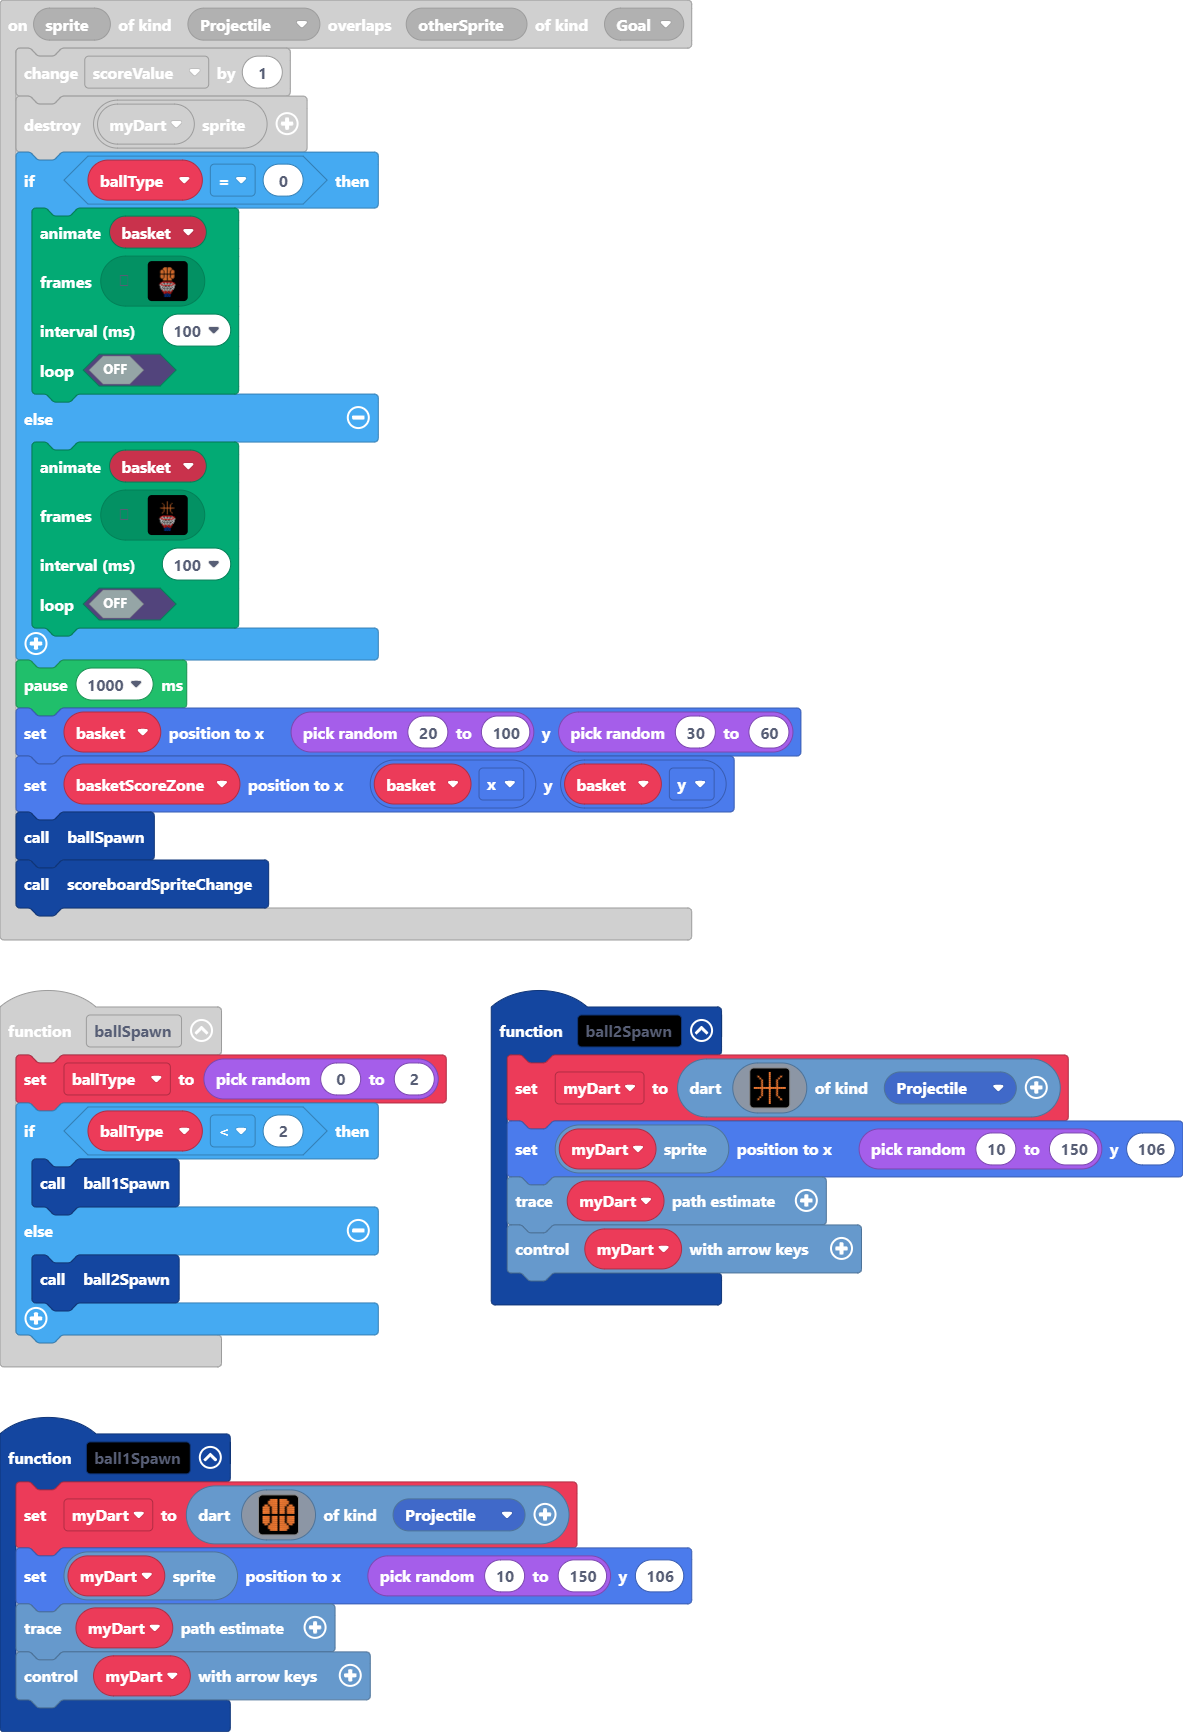 on sprite of kind Projectile overlaps otherSprite of kind Goal
change scoreValue by 1
destroy myDart sprite
if ballType = 0 then
animate basket
frames
interval (ms) 100
loop OFF
else
animate basket
frames
interval (ms) 100
loop OFF
pause 1000 ms
set basket position to x pick random 20 to 100 y pick random 30 to 60
set basketScoreZone position to x basket x y basket y
call ballSpawn
call scoreboardSpriteChange
function ballSpawn
set ballType to pick random 0 to 2
if ballType < 2 then
call ball1Spawn
else
call ball2Spawn
function ball2Spawn
set myDart to dart of kind Projectile
set myDart sprite position to x pick random 10 to 150 y 106
trace myDart path estimate
control myDart with arrow keys
function ball1Spawn
set myDart to dart of kind Projectile
set myDart sprite position to x pick random 10 to 150 y 106
trace myDart path estimate
control myDart with arrow keys